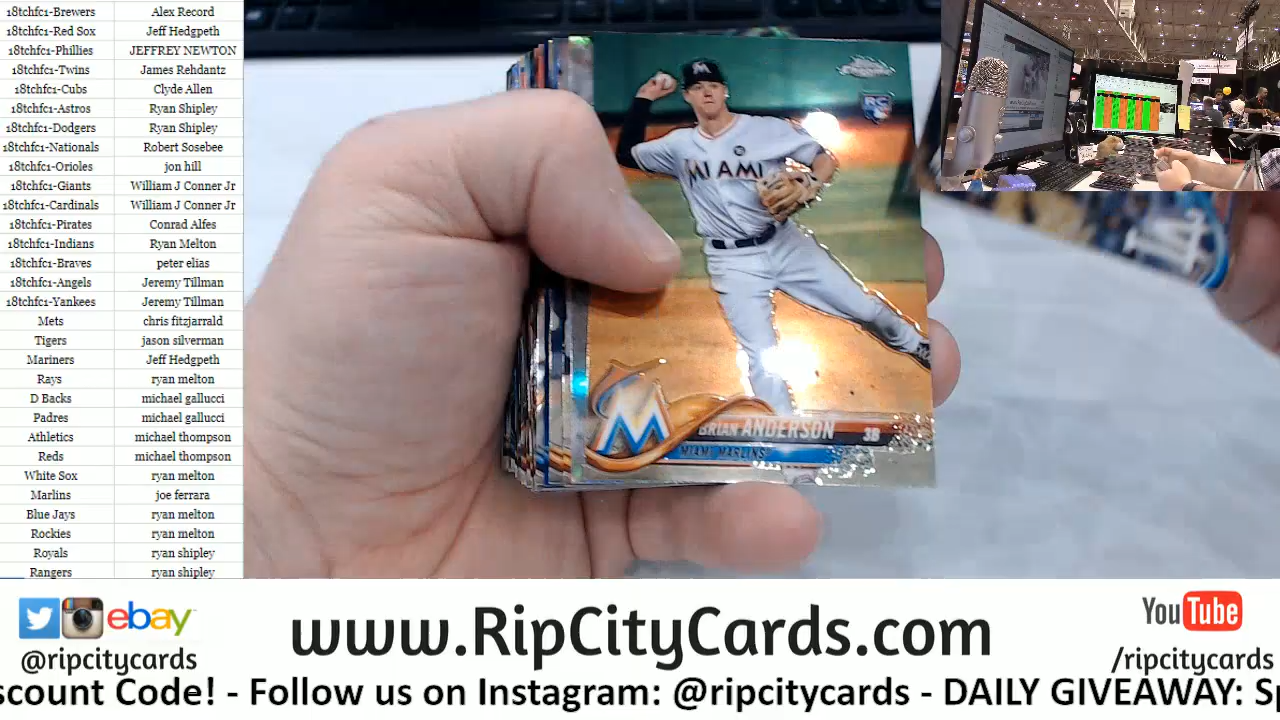 18tchfc1-Brewers Alex Record
18tchfc1-Red Sox Jeff Hedgpeth
18tchfc1-Phillies JEFFREY NEWTON
18tchfc1-Twins James Rehdantz
18tchfc1-Cubs Clyde Allen
18tchfc1-Astros Ryan Shipley
18tchfc1-Dodgers Ryan Shipley
18tchfc1-Nationals Robert Sosebee
18tchfc1-Orioles jon hill
18tchfc1-Giants William J Conner Jr
18tchfc1-Cardinals William J Conner Jr
18tchfc1-Pirates Conrad Alfes
18tchfc1-Indians Ryan Melton
18tchfc1-Braves peter elias
18tchfc1-Angels Jeremy Tillman
18tchfc1-Yankees Jeremy Tillman
Mets chris fitzjarrald
Tigers jason silverman
Mariners Jeff Hedgpeth
Rays ryan melton
D Backs michael gallucci
Padres michael gallucci
Athletics michael thompson
Reds michael thompson
White Sox ryan melton
Marlins joe ferrara
Blue Jays ryan melton
Rockies ryan melton
Royals ryan shipley
Rangers ryan shipley
RC
M
MIAMI
M
BRIAN ANDERSON 3B
MIAMI MARLINS
LA
ebay
@ripcitycards
www.RipCityCards.com
YouTube
/ripcitycards
scount Code! - Follow us on Instagram: @ripcitycards - DAILY GIVEAWAY: Sp